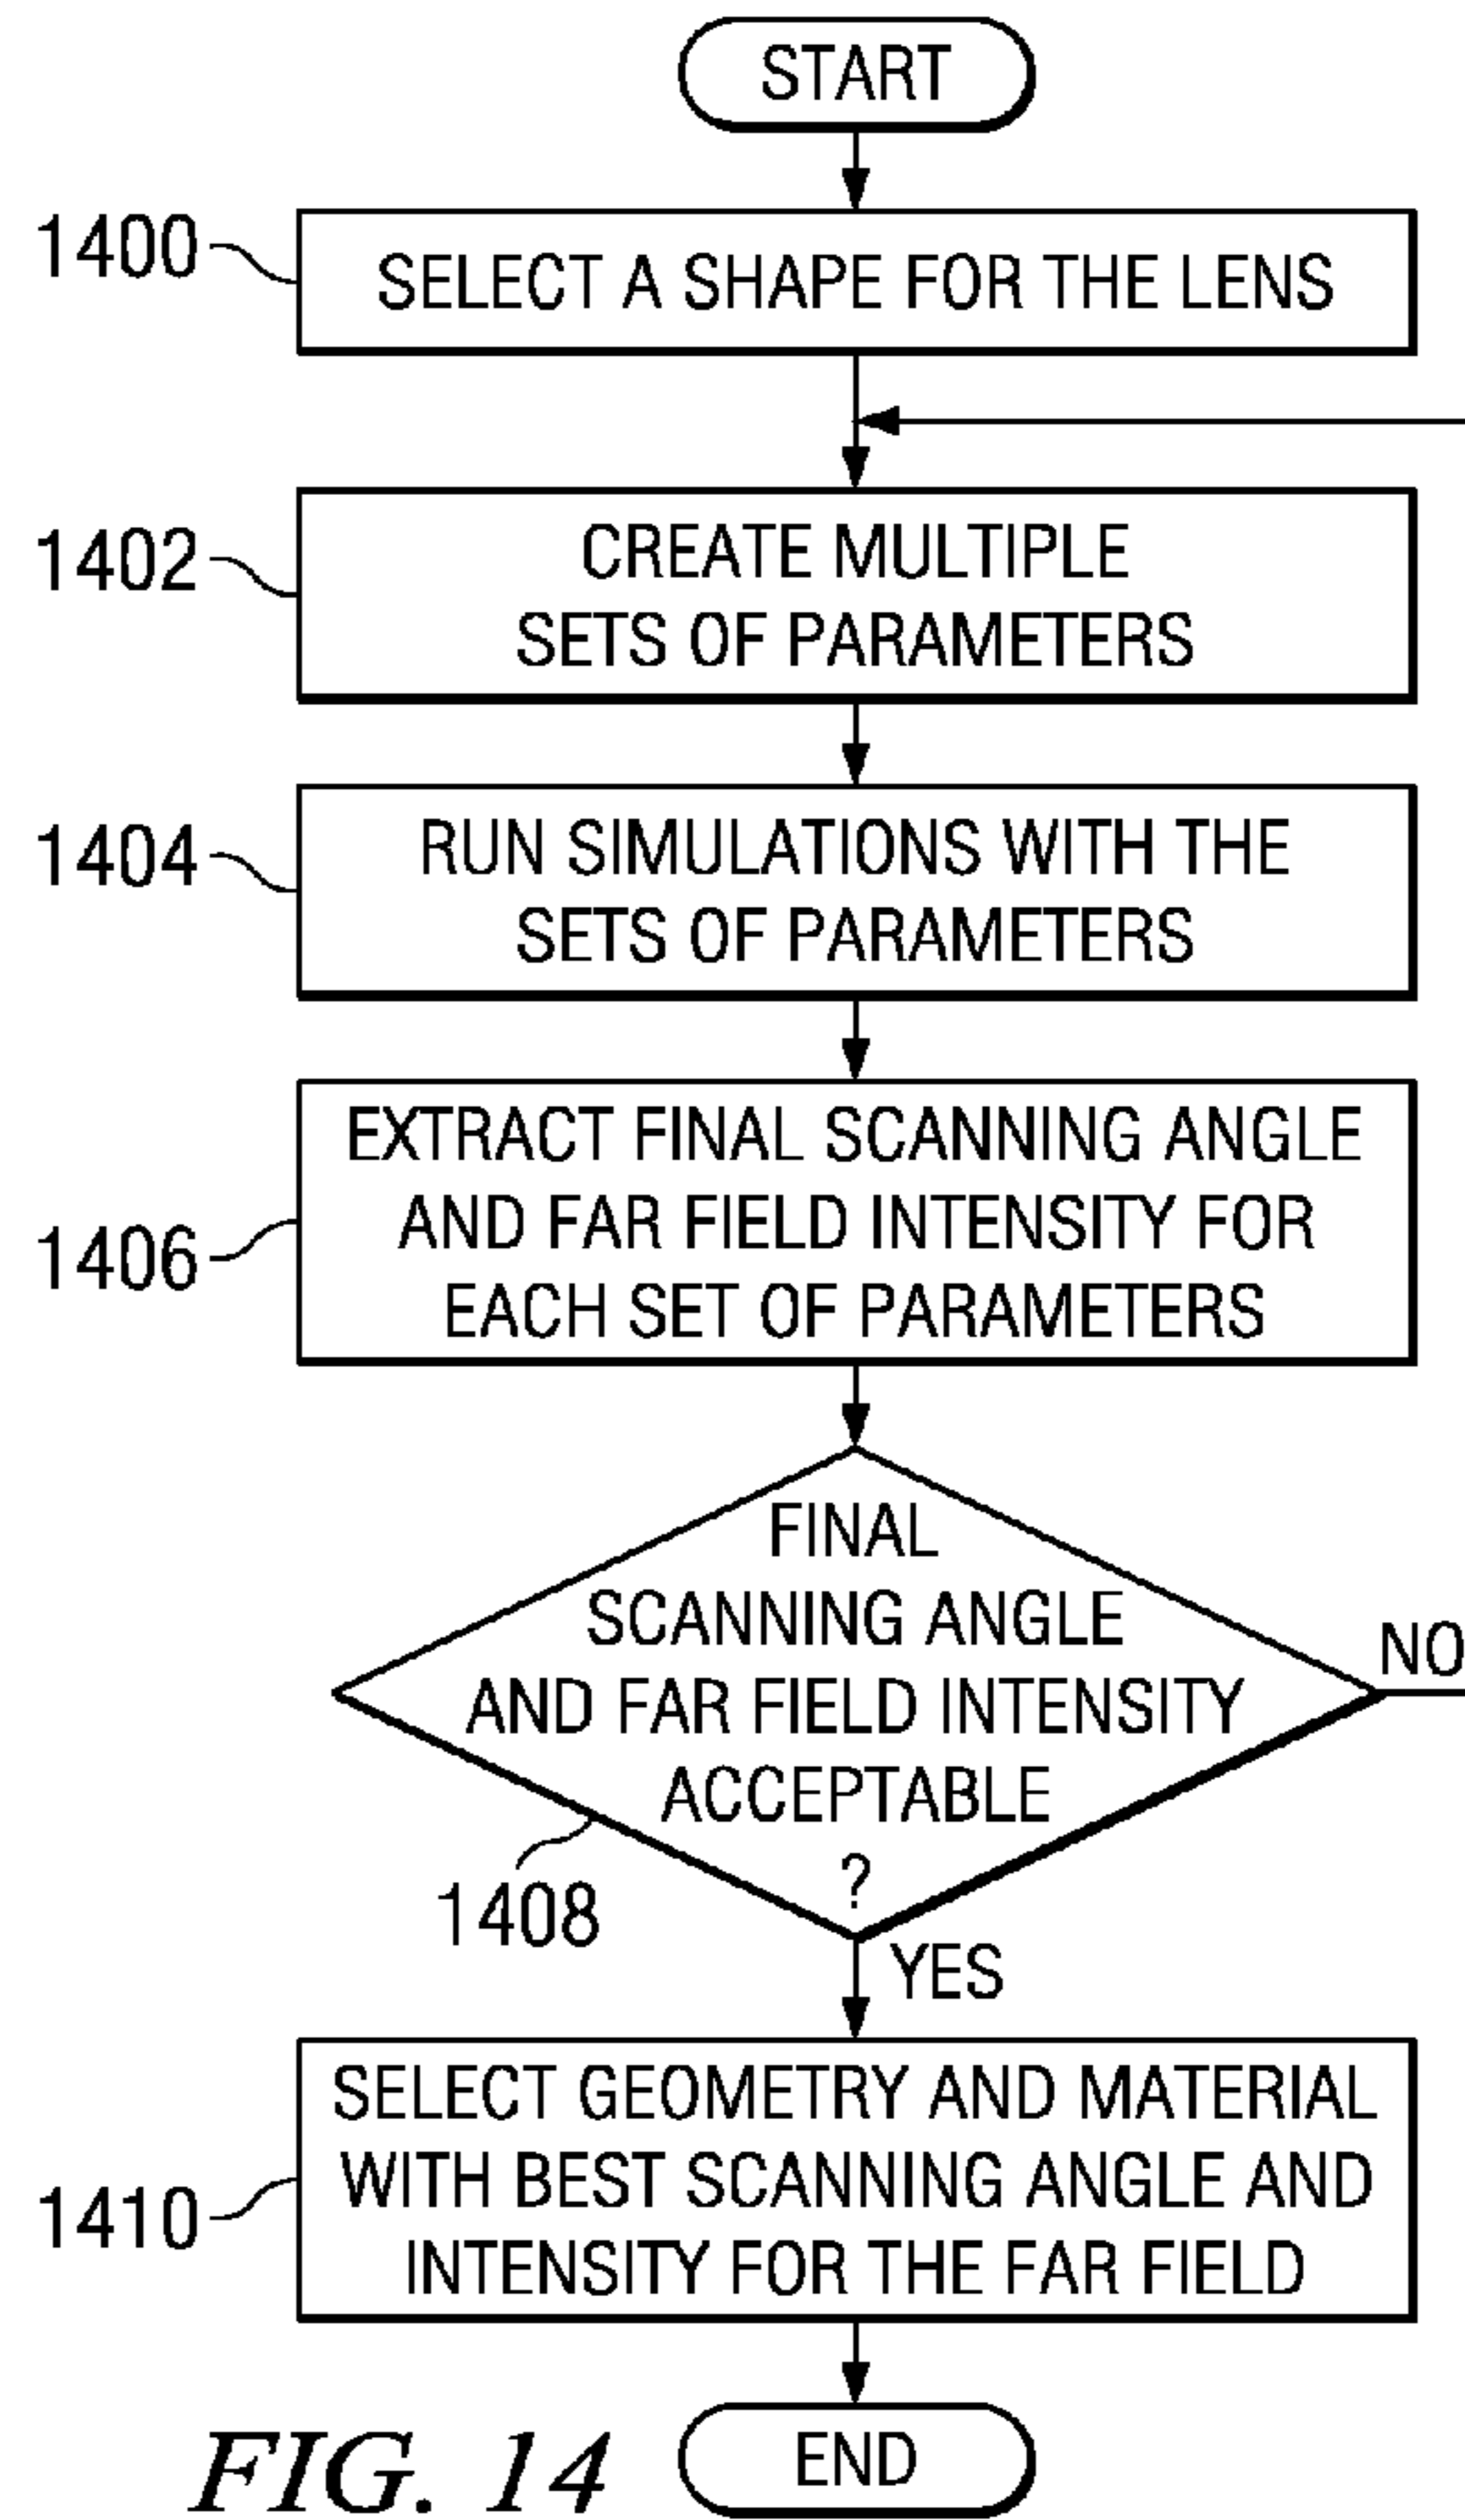 START
1400
SELECT A SHAPE FOR THE LENS
1402
CREATE MULTIPLE
SETS OF PARAMETERS
1404
RUN SIMULATIONS WITH THE
SETS OF PARAMETERS
1406
EXTRACT FINAL SCANNING ANGLE
AND FAR FIELD INTENSITY FOR
EACH SET OF PARAMETERS
FINAL
SCANNING ANGLE
AND FAR FIELD INTENSITY
ACCEPTABLE
?
NO
1408
YES
1410
SELECT GEOMETRY AND MATERIAL
WITH BEST SCANNING ANGLE AND
INTENSITY FOR THE FAR FIELD
END
FIG. 14